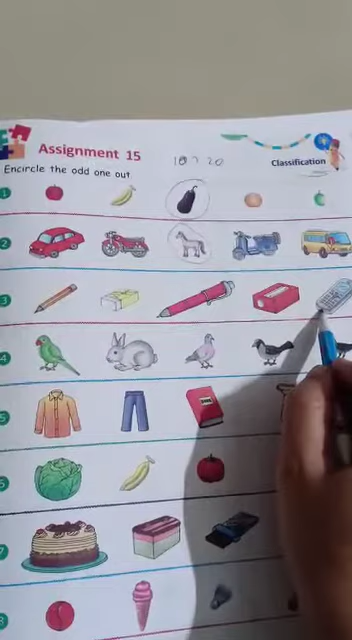 Assignment 15
Classification
Encircle the odd one out
1
2
3
4
5
6
7
8